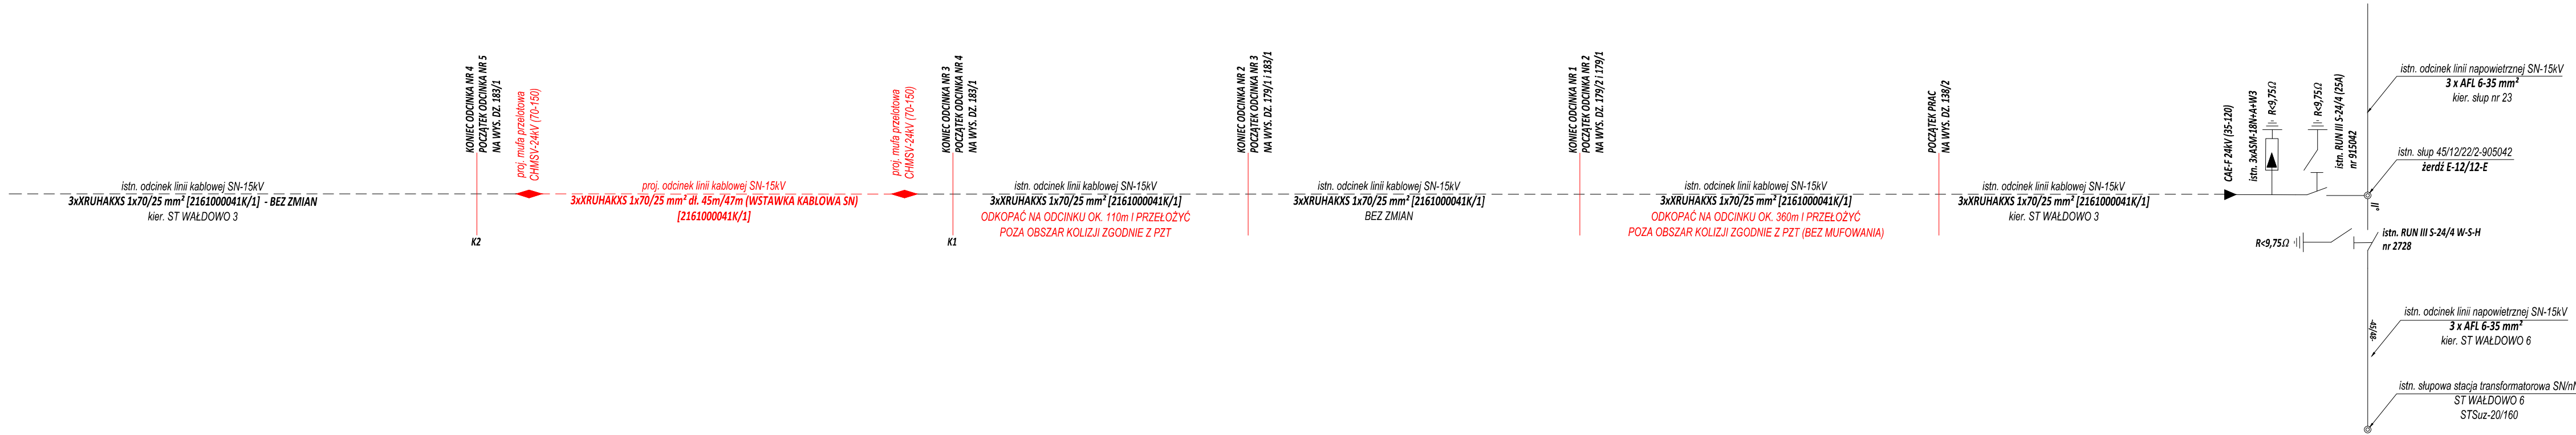 istn. odcinek linii kablowej SN-15kV
3xXRUHAKXS 1x70/25 mm² [2161000041K/1] - BEZ ZMIAN
kier. ST WAŁDOWO 3
KONIEC ODCINKA NR 4
POCZĄTEK ODCINKA NR 5
NA WYS. DZ. 183/1
K2
proj. mufa przelotowa
CHMSV-24kV (70-150)
proj. odcinek linii kablowej SN-15kV
3xXRUHAKXS 1x70/25 mm² dł. 45m/47m (WSTAWKA KABLOWA SN)
[2161000041K/1]
proj. mufa przelotowa
CHMSV-24kV (70-150)
KONIEC ODCINKA NR 3
POCZĄTEK ODCINKA NR 4
NA WYS. DZ. 183/1
K1
istn. odcinek linii kablowej SN-15kV
3xXRUHAKXS 1x70/25 mm² [2161000041K/1]
ODKOPAĆ NA ODCINKU OK. 110m I PRZEŁOŻYĆ
POZA OBSZAR KOLIZJI ZGODNIE Z PZT
KONIEC ODCINKA NR 2
POCZĄTEK ODCINKA NR 3
NA WYS. DZ. 179/1 i 183/1
istn. odcinek linii kablowej SN-15kV
3xXRUHAKXS 1x70/25 mm² [2161000041K/1]
BEZ ZMIAN
KONIEC ODCINKA NR 1
POCZĄTEK ODCINKA NR 2
NA WYS. DZ. 179/2 i 179/1
istn. odcinek linii kablowej SN-15kV
3xXRUHAKXS 1x70/25 mm² [2161000041K/1]
ODKOPAĆ NA ODCINKU OK. 360m I PRZEŁOŻYĆ
POZA OBSZAR KOLIZJI ZGODNIE Z PZT (BEZ MUFOWANIA)
POCZĄTEK PRAC
NA WYS. DZ. 138/2
istn. odcinek linii kablowej SN-15kV
3xXRUHAKXS 1x70/25 mm² [2161000041K/1]
kier. ST WAŁDOWO 3
CAE-F 24kV (35-120)
istn. 3xASM-18N+A+W3
R<9,75Ω
R<9,75Ω
istn. RUN III S-24/4 (25A)
nr 915042
istn. odcinek linii napowietrznej SN-15kV
3 x AFL 6-35 mm²
kier. słup nr 23
istn. słup 45/12/22/2-905042
żerdź E-12/12-E
II°
R<9,75Ω
istn. RUN III S-24/4 W-S-H
nr 2728
-45/48-
istn. odcinek linii napowietrznej SN-15kV
3 x AFL 6-35 mm²
kier. ST WAŁDOWO 6
istn. słupowa stacja transformatorowa SN/nN
ST WAŁDOWO 6
STSuz-20/160